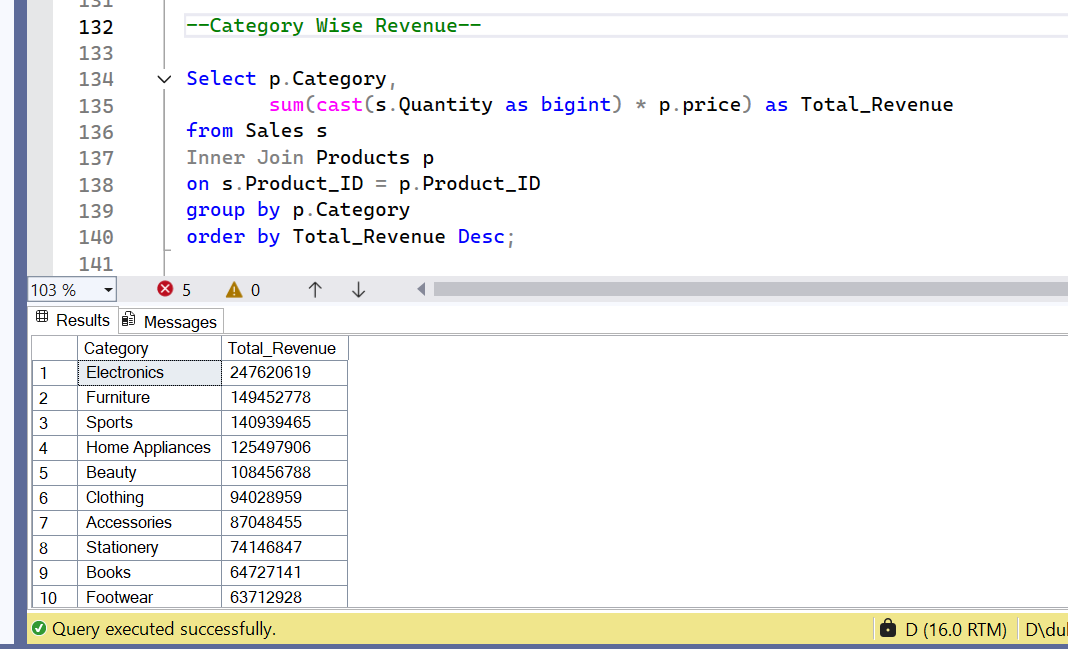 131
132 --Category Wise Revenue--
133
134 Select p.Category,
135 sum(cast(s.Quantity as bigint) * p.price) as Total_Revenue
136 from Sales s
137 Inner Join Products p
138 on s.Product_ID = p.Product_ID
139 group by p.Category
140 order by Total_Revenue Desc;
141
103 % 5 0
Results Messages
Category Total_Revenue
1 Electronics 247620619
2 Furniture 149452778
3 Sports 140939465
4 Home Appliances 125497906
5 Beauty 108456788
6 Clothing 94028959
7 Accessories 87048455
8 Stationery 74146847
9 Books 64727141
10 Footwear 63712928
Query executed successfully. D (16.0 RTM)